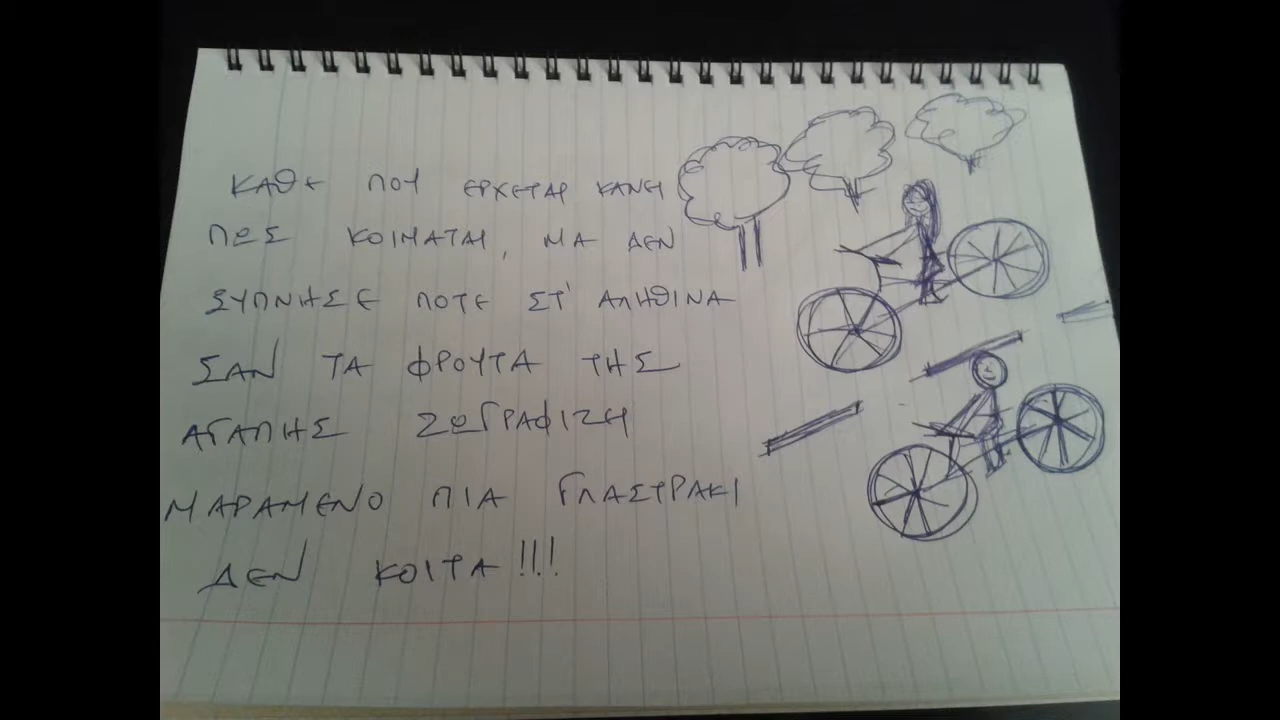 ΚΑΘΕ ΠΟΥ ΕΡΧΕΤΑΙ ΚΑΝΕΙ
ΠΩΣ ΚΟΙΜΑΤΑΙ, ΜΑ ΔΕΝ
ΞΥΠΝΗΣΕ ΠΟΤΕ ΣΤ' ΑΛΗΘΙΝΑ
ΣΑΝ ΤΑ ΦΡΟΥΤΑ ΤΗΣ
ΑΓΑΠΗΣ ΖΩΓΡΑΦΙΖΗ
ΜΑΡΑΜΕΝΟ ΠΙΑ ΓΛΑΣΤΡΑΚΙ
ΔΕΝ ΚΟΙΤΑ!!!